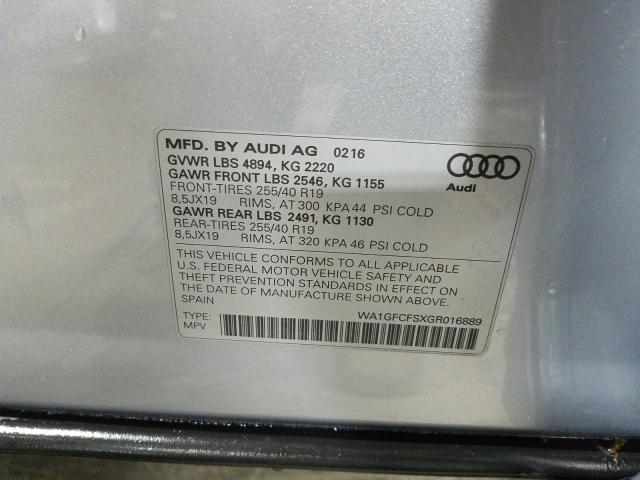 MFD. BY AUDI AG 0216
GVWR LBS 4894, KG 2220
GAWR FRONT LBS 2546, KG 1155
FRONT-TIRES 255/40 R19
8,5JX19 RIMS, AT 300 KPA 44 PSI COLD
GAWR REAR LBS 2491, KG 1130
REAR-TIRES 255/40 R19
8,5JX19 RIMS, AT 320 KPA 46 PSI COLD
Audi
THIS VEHICLE CONFORMS TO ALL APPLICABLE
U.S. FEDERAL MOTOR VEHICLE SAFETY AND
THEFT PREVENTION STANDARDS IN EFFECT ON
THE DATE OF MANUFACTURE SHOWN ABOVE.
SPAIN
TYPE: WA1GFCFSXGR016889
MPV